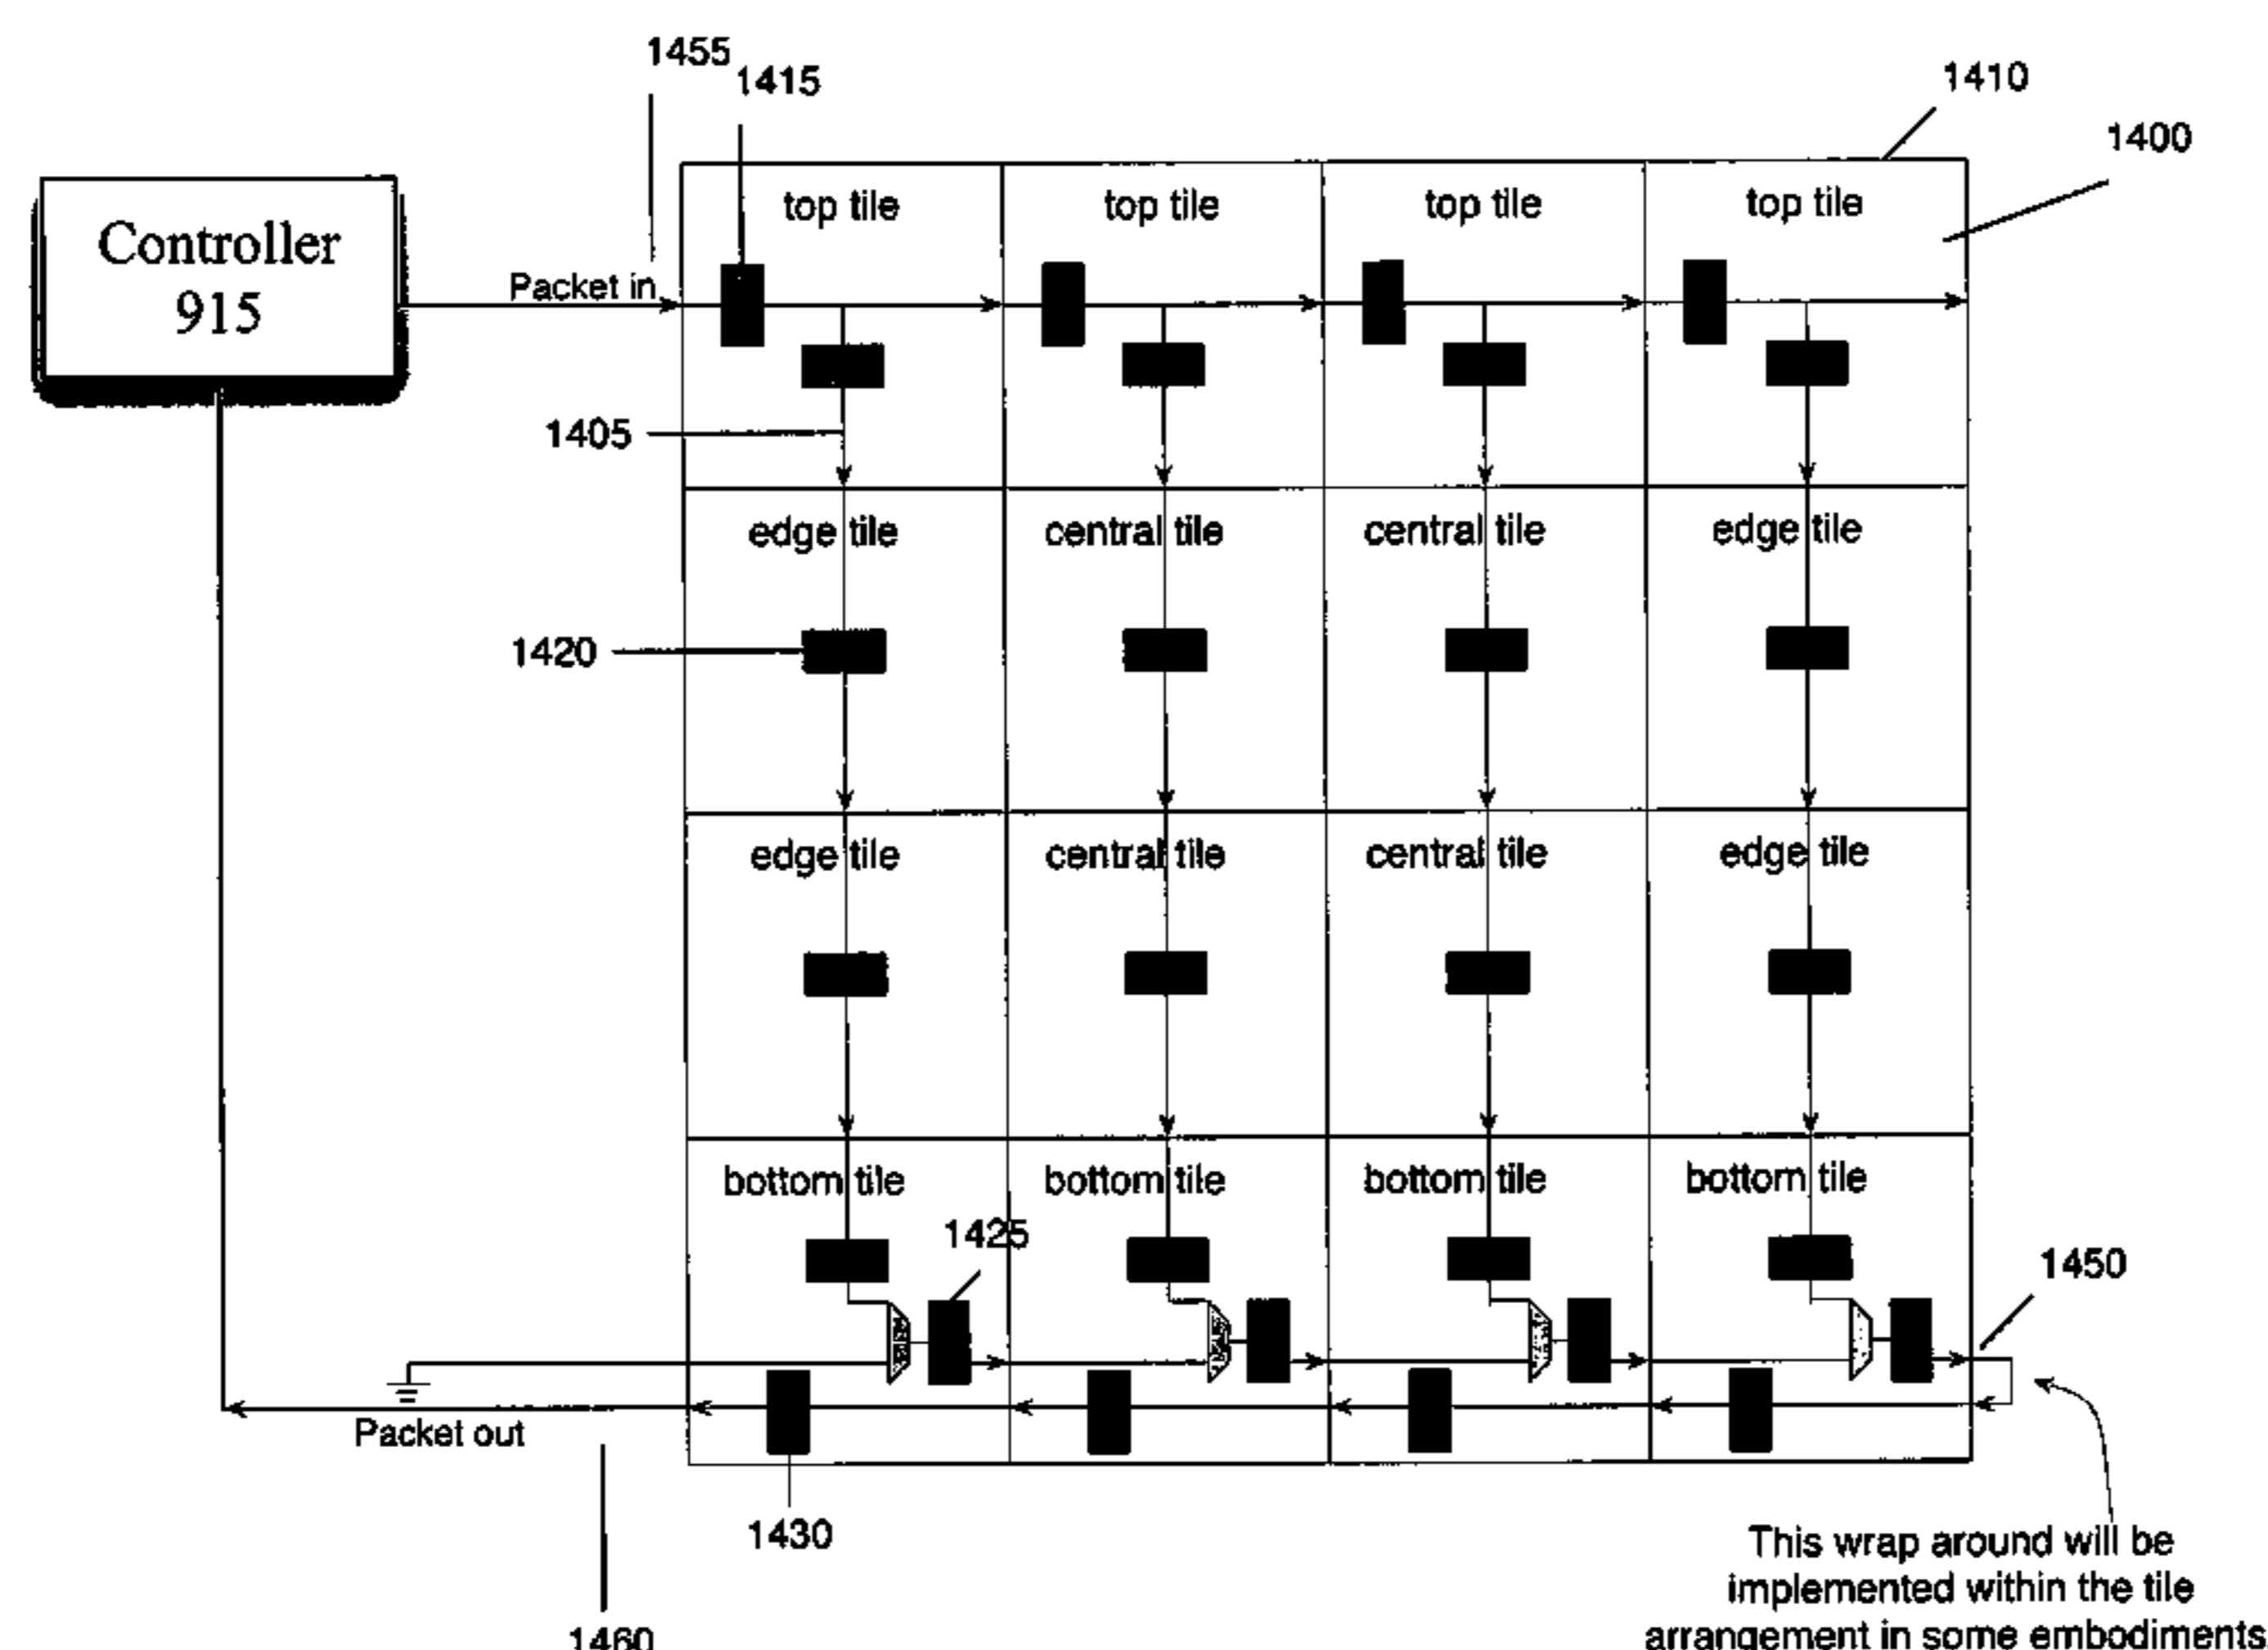 1455
1415
1410
1400
Controller
915
top tile
top tile
top tile
top tile
Packet in
1405
edge tile
central tile
central tile
edge tile
1420
edge tile
central tile
central tile
edge tile
bottom tile
bottom tile
bottom tile
bottom tile
1425
1450
Packet out
1430
1460
This wrap around will be
implemented within the tile
arrangement in some embodiments